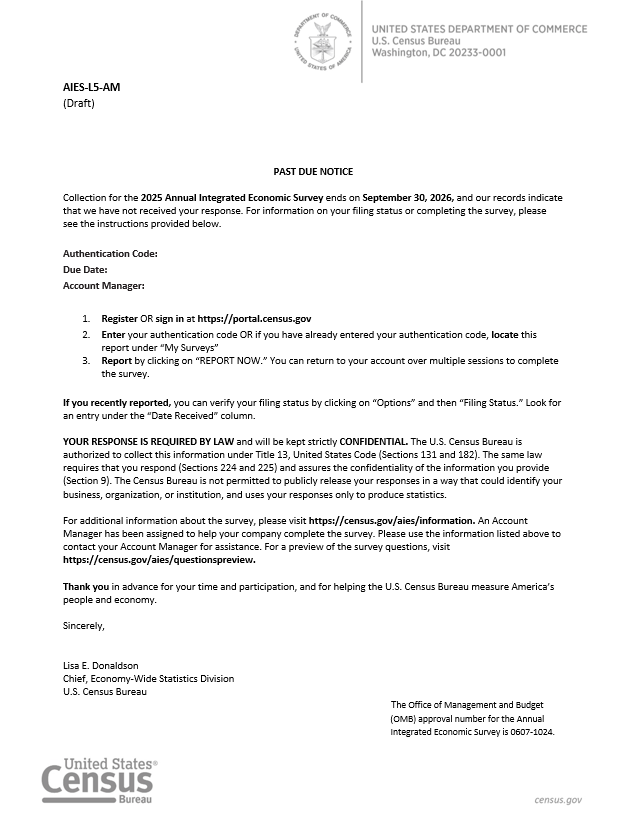 DEPARTMENT OF COMMERCE
UNITED STATES OF AMERICA
UNITED STATES DEPARTMENT OF COMMERCE
U.S. Census Bureau
Washington, DC 20233-0001
AIES-L5-AM
(Draft)
PAST DUE NOTICE
Collection for the 2025 Annual Integrated Economic Survey ends on September 30, 2026, and our records indicate
that we have not received your response. For information on your filing status or completing the survey, please
see the instructions provided below.
Authentication Code:
Due Date:
Account Manager:
1. Register OR sign in at https://portal.census.gov
2. Enter your authentication code OR if you have already entered your authentication code, locate this
report under “My Surveys”
3. Report by clicking on “REPORT NOW.” You can return to your account over multiple sessions to complete
the survey.
If you recently reported, you can verify your filing status by clicking on “Options” and then “Filing Status.” Look for
an entry under the “Date Received” column.
YOUR RESPONSE IS REQUIRED BY LAW and will be kept strictly CONFIDENTIAL. The U.S. Census Bureau is
authorized to collect this information under Title 13, United States Code (Sections 131 and 182). The same law
requires that you respond (Sections 224 and 225) and assures the confidentiality of the information you provide
(Section 9). The Census Bureau is not permitted to publicly release your responses in a way that could identify your
business, organization, or institution, and uses your responses only to produce statistics.
For additional information about the survey, please visit https://census.gov/aies/information. An Account
Manager has been assigned to help your company complete the survey. Please use the information listed above to
contact your Account Manager for assistance. For a preview of the survey questions, visit
https://census.gov/aies/questionspreview.
Thank you in advance for your time and participation, and for helping the U.S. Census Bureau measure America’s
people and economy.
Sincerely,
Lisa E. Donaldson
Chief, Economy-Wide Statistics Division
U.S. Census Bureau
The Office of Management and Budget
(OMB) approval number for the Annual
Integrated Economic Survey is 0607-1024.
United States®
Census
Bureau
census.gov